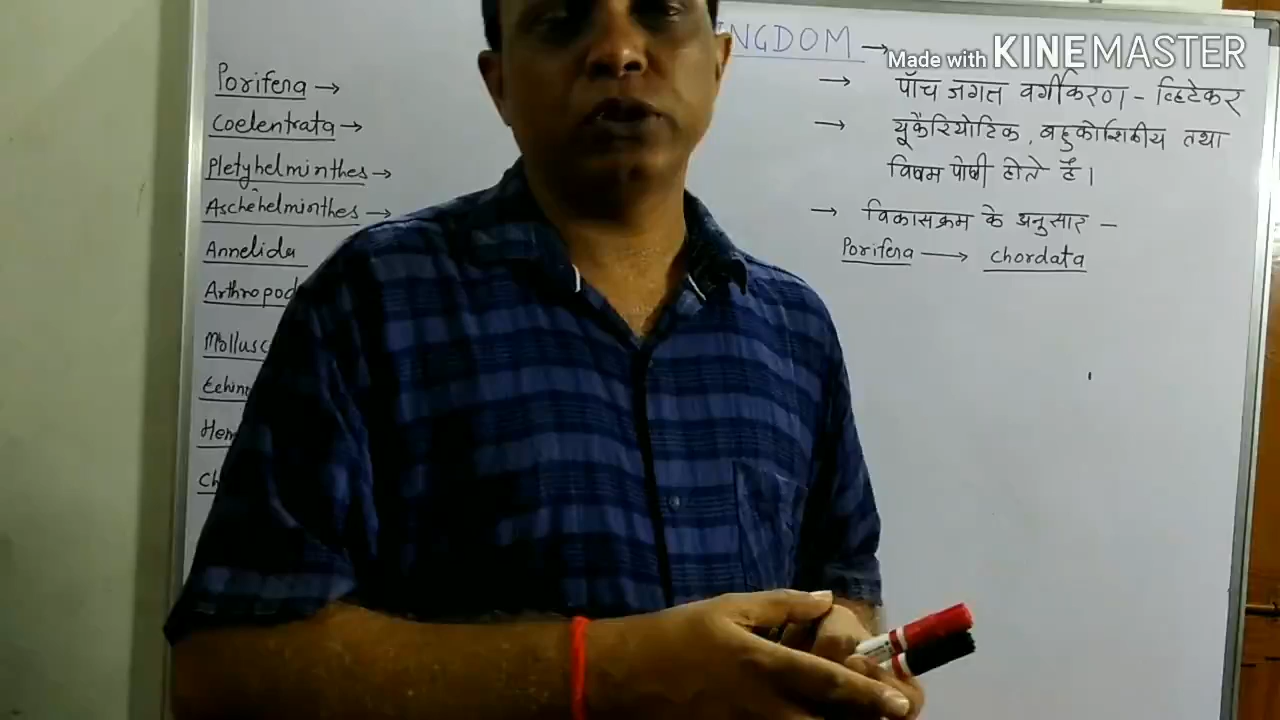 NGDOM →
Made with KINEMASTER
Porifera →
Coelentrata →
Pletyhelminthes →
Aschehelminthes →
Annelida
→ पाँच जगत वर्गीकरण - व्हिटेकर
→ यूकैरियोटिक, बहुकोशिकीय तथा
विषम पोषी होते हैं।
→ विकासक्रम के अनुसार -
Porifera → chordata